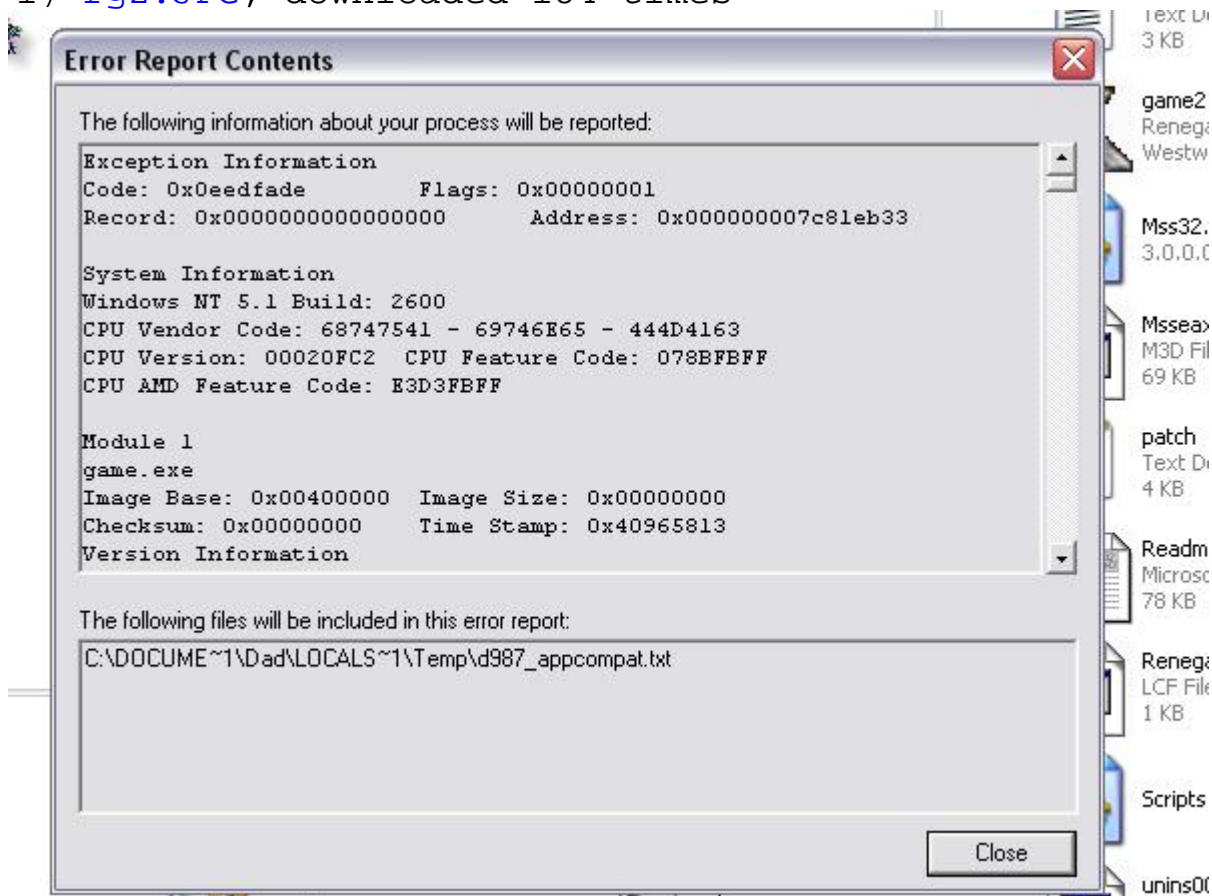 Error Report Contents
The following information about your process will be reported:
Exception Information
Code: 0x0eedfade Flags: 0x00000001
Record: 0x0000000000000000 Address: 0x000000007c81eb33
System Information
Windows NT 5.1 Build: 2600
CPU Vendor Code: 68747541 - 69746E65 - 444D4163
CPU Version: 00020FC2 CPU Feature Code: 078BFBFF
CPU AMD Feature Code: E3D3FBFF
Module 1
game.exe
Image Base: 0x00400000 Image Size: 0x00000000
Checksum: 0x00000000 Time Stamp: 0x40965813
Version Information
The following files will be included in this error report:
C:\DOCUME~1\Dad\LOCALS~1\Temp\d987_appcompat.txt
Close
3 KB
game2
Renega
Westw
Mss32.
3.0.0.0
Msseax
M3D Fil
69 KB
patch
Text De
4 KB
Readm
Microso
78 KB
Renega
LCF File
1 KB
Scripts
unins00